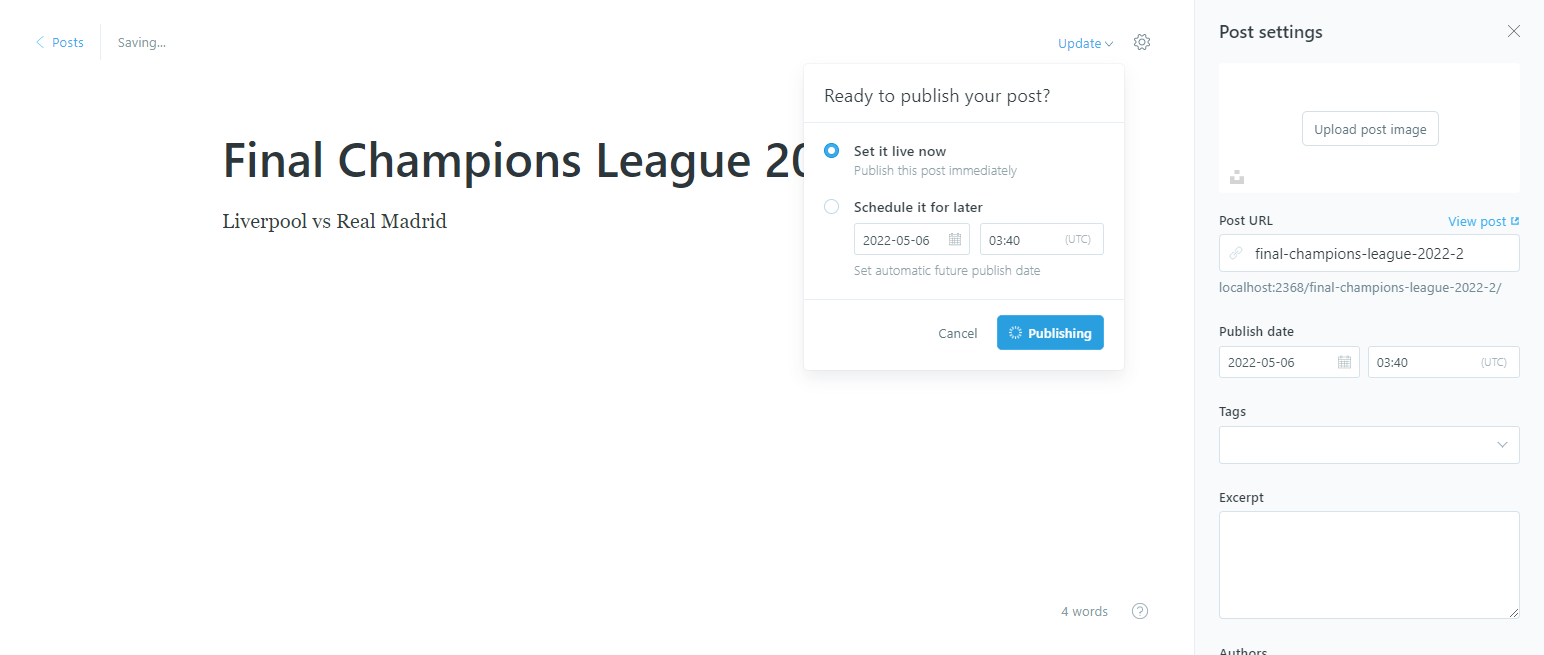 Posts
Saving...
Update
Ready to publish your post?
Set it live now
Publish this post immediately
Schedule it for later
2022-05-06
03:40 (UTC)
Set automatic future publish date
Cancel
Publishing
Final Champions League 20
Liverpool vs Real Madrid
4 words
?
Post settings
Upload post image
Post URL
View post
final-champions-league-2022-2
localhost:2368/final-champions-league-2022-2/
Publish date
2022-05-06
03:40 (UTC)
Tags
Excerpt
Authors